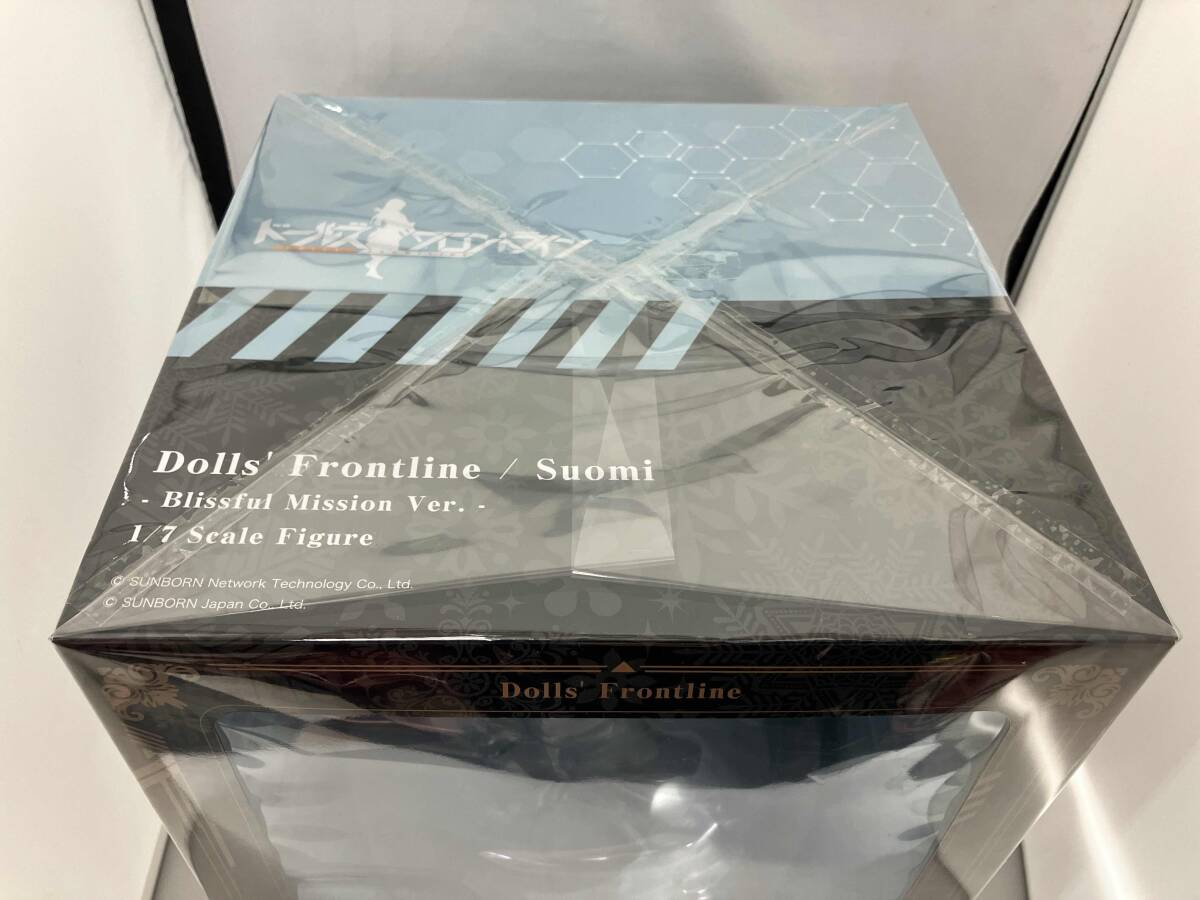 ドールズフロントライン
Dolls' Frontline / Suomi
- Blissful Mission Ver. -
1/7 Scale Figure
© SUNBORN Network Technology Co., Ltd.
© SUNBORN Japan Co., Ltd.
Dolls' Frontline